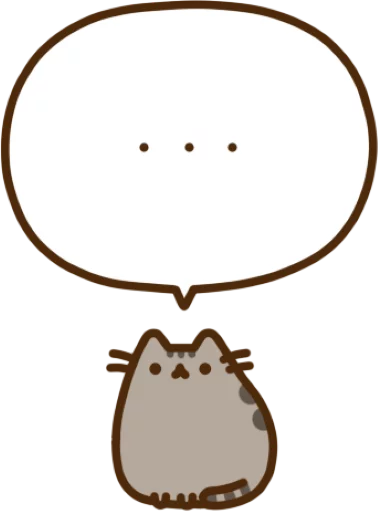 . . .